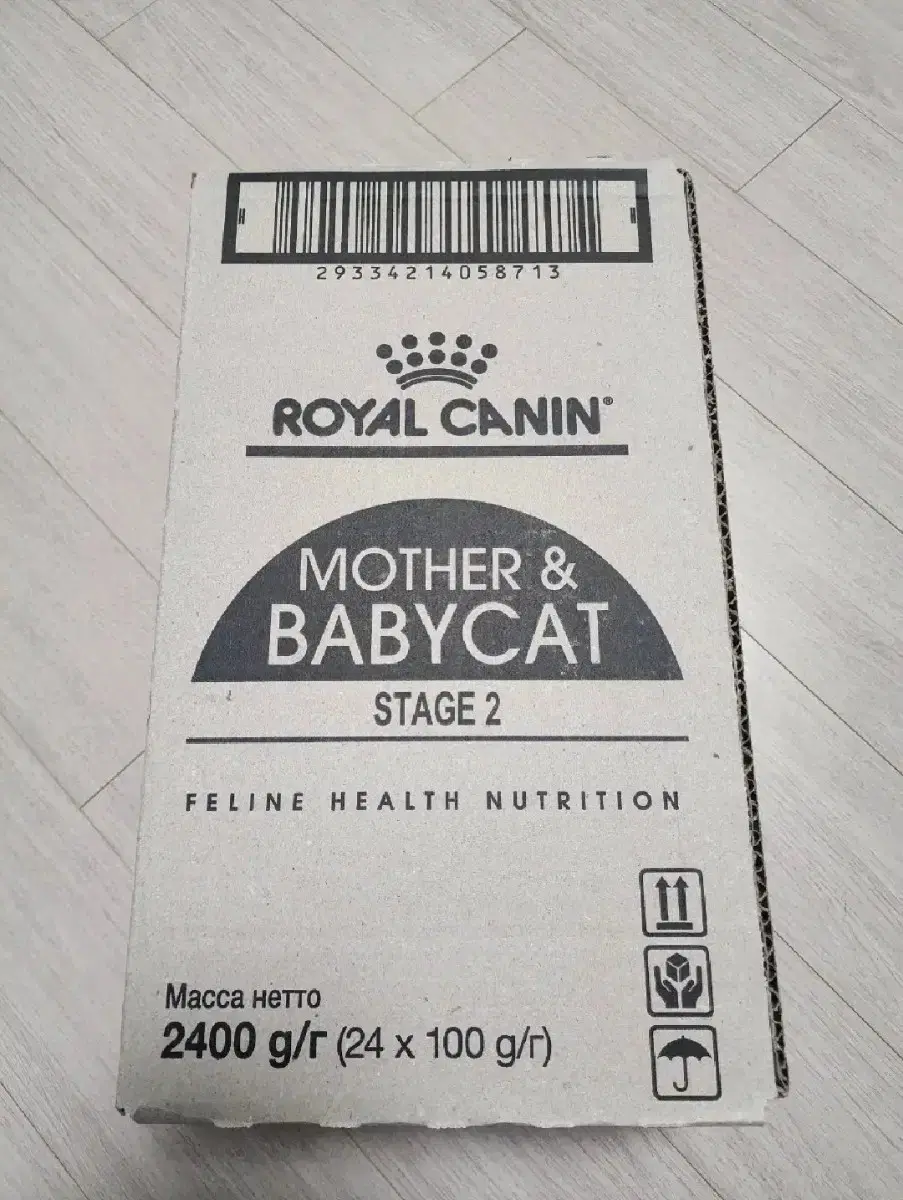 29334214058713
ROYAL CANIN®
MOTHER &
BABYCAT
STAGE 2
FELINE HEALTH NUTRITION
Масса нетто
2400 g/г (24 x 100 g/г)